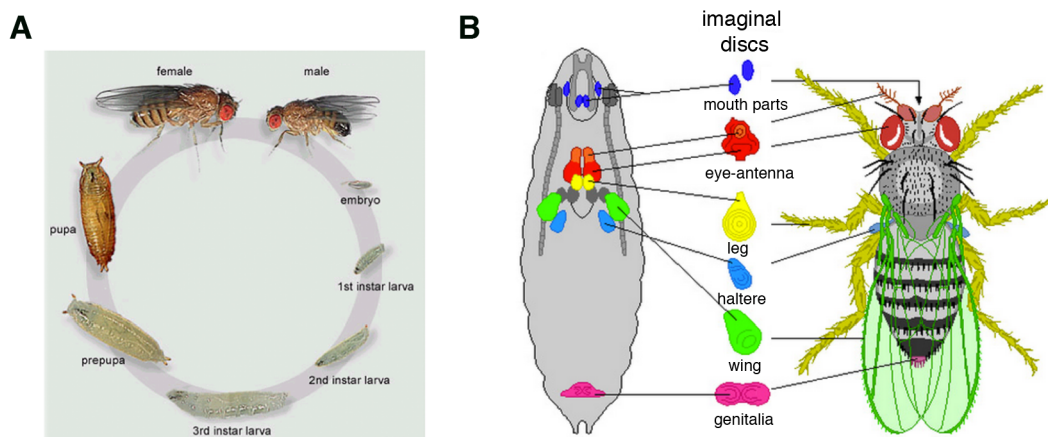 A
female
male
embryo
1st instar larva
2nd instar larva
3rd instar larva
prepupa
pupa
B
imaginal
discs
mouth parts
eye-antenna
leg
haltere
wing
genitalia